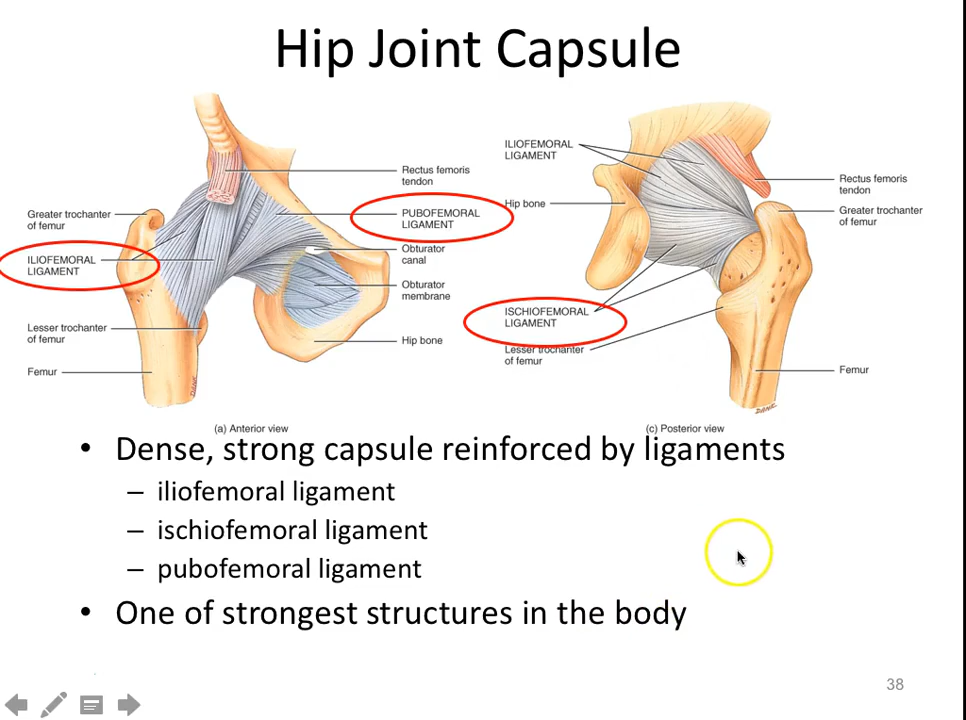 Hip Joint Capsule
Rectus femoris
tendon
PUBOFEMORAL
LIGAMENT
Greater trochanter
of femur
ILIOFEMORAL
LIGAMENT
Obturator
canal
Obturator
membrane
Lesser trochanter
of femur
Hip bone
Femur
DANE
(a) Anterior view
ILIOFEMORAL
LIGAMENT
Rectus femoris
tendon
Hip bone
Greater trochanter
of femur
ISCHIOFEMORAL
LIGAMENT
Lesser trochanter
of femur
Femur
DANE
(c) Posterior view
• Dense, strong capsule reinforced by ligaments
– iliofemoral ligament
– ischiofemoral ligament
– pubofemoral ligament
• One of strongest structures in the body
38